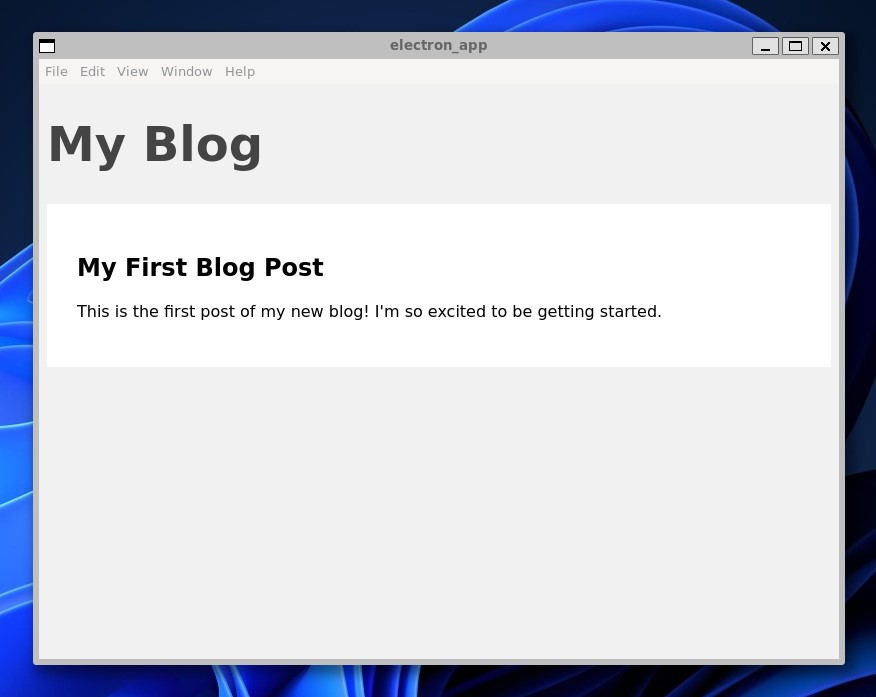 electron_app
File Edit View Window Help
My Blog
My First Blog Post
This is the first post of my new blog! I'm so excited to be getting started.